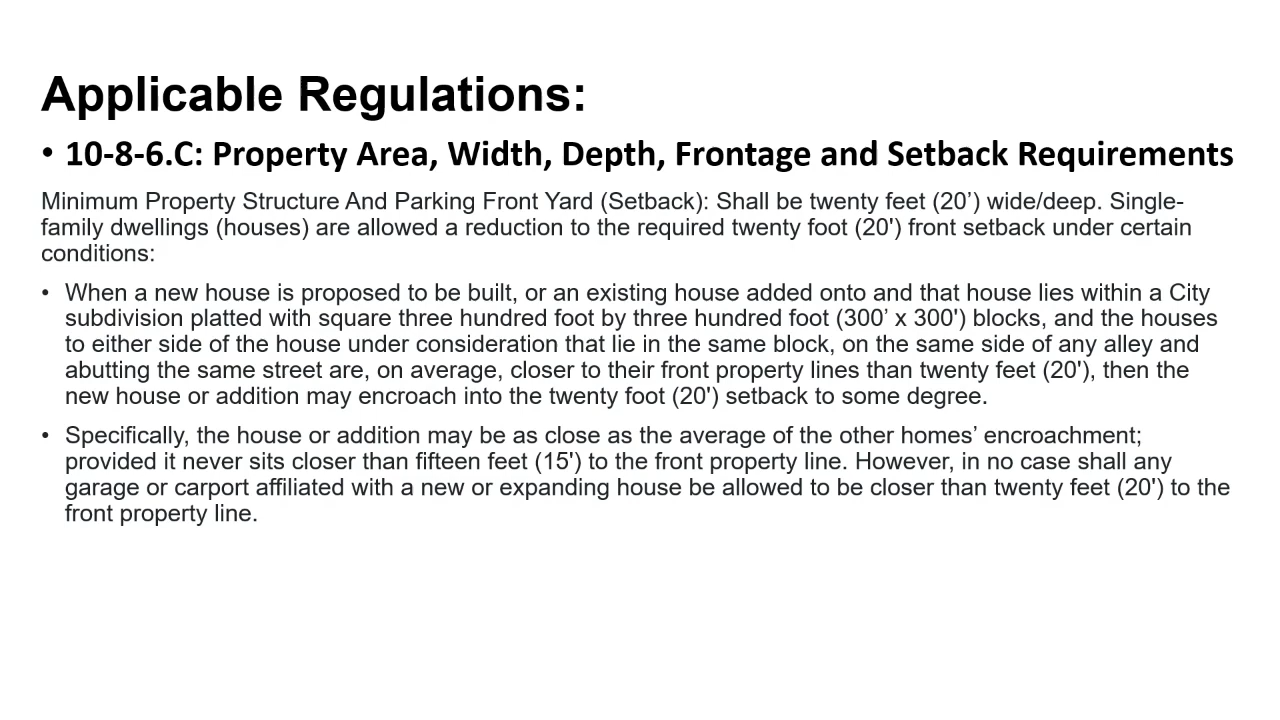 Applicable Regulations:
• 10-8-6.C: Property Area, Width, Depth, Frontage and Setback Requirements
Minimum Property Structure And Parking Front Yard (Setback): Shall be twenty feet (20’) wide/deep. Single-
family dwellings (houses) are allowed a reduction to the required twenty foot (20') front setback under certain
conditions:
• When a new house is proposed to be built, or an existing house added onto and that house lies within a City
subdivision platted with square three hundred foot by three hundred foot (300’ x 300') blocks, and the houses
to either side of the house under consideration that lie in the same block, on the same side of any alley and
abutting the same street are, on average, closer to their front property lines than twenty feet (20'), then the
new house or addition may encroach into the twenty foot (20') setback to some degree.
• Specifically, the house or addition may be as close as the average of the other homes’ encroachment;
provided it never sits closer than fifteen feet (15') to the front property line. However, in no case shall any
garage or carport affiliated with a new or expanding house be allowed to be closer than twenty feet (20') to the
front property line.